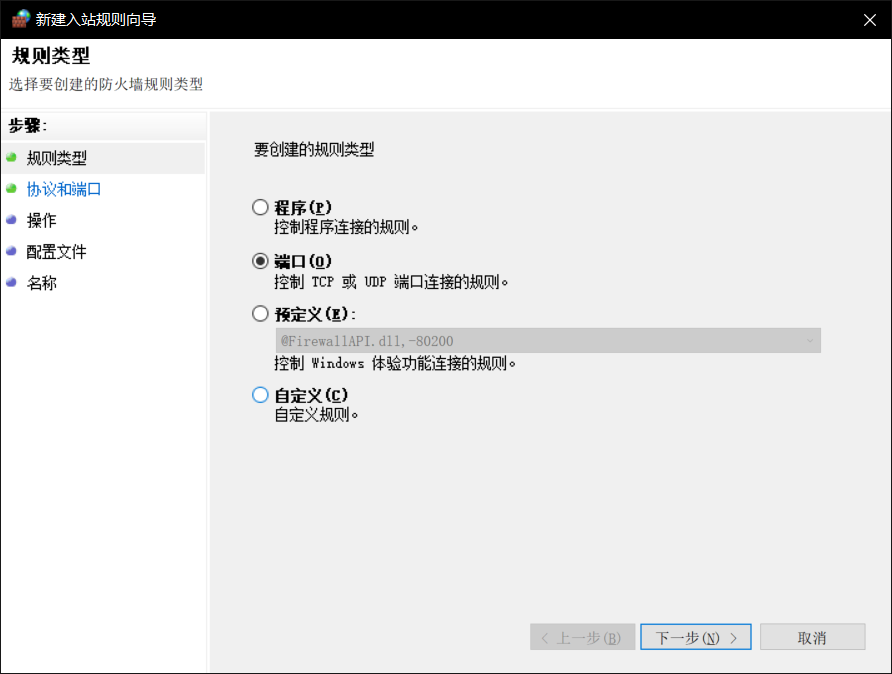 新建入站规则向导
规则类型
选择要创建的防火墙规则类型
步骤:
规则类型
协议和端口
操作
配置文件
名称
要创建的规则类型
程序(P)
控制程序连接的规则。
端口(O)
控制 TCP 或 UDP 端口连接的规则。
预定义(E):
@FirewallAPI.dll,-80200
控制 Windows 体验功能连接的规则。
自定义(C)
自定义规则。
< 上一步(B)
下一步(N) >
取消